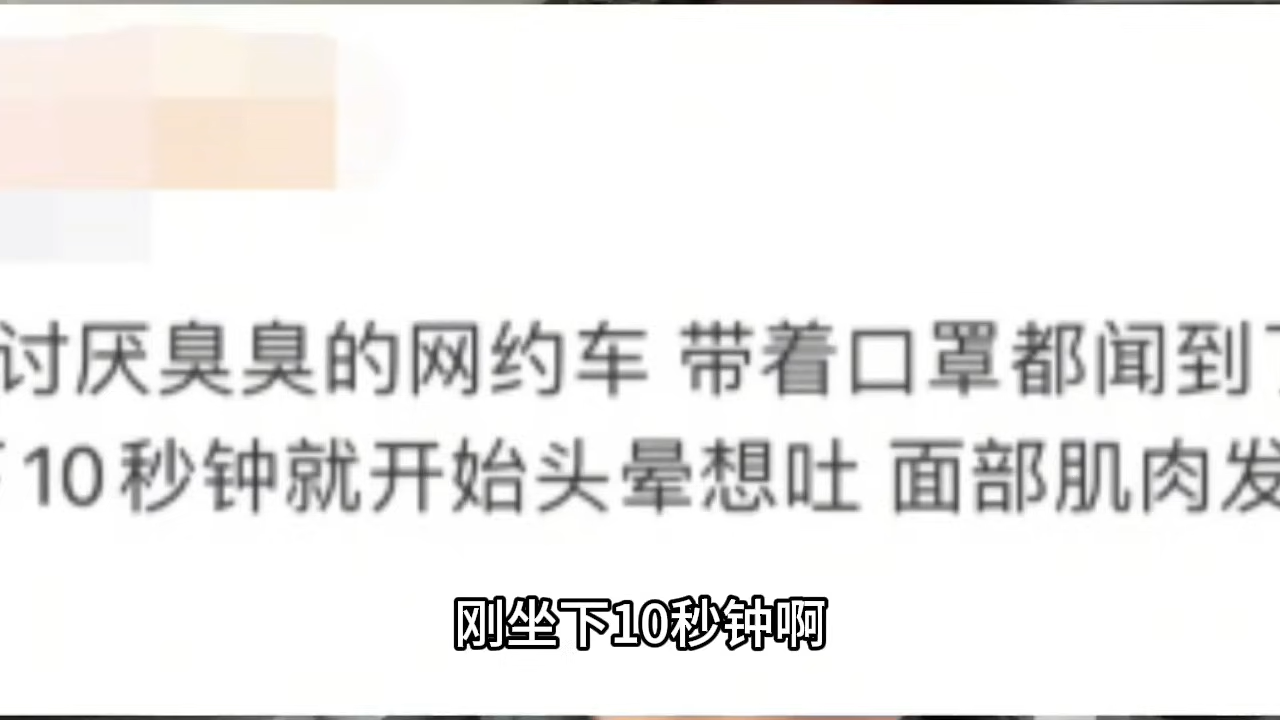 讨厌臭臭的网约车 带着口罩都闻到了
10秒钟就开始头晕想吐 面部肌肉发
刚坐下10秒钟啊